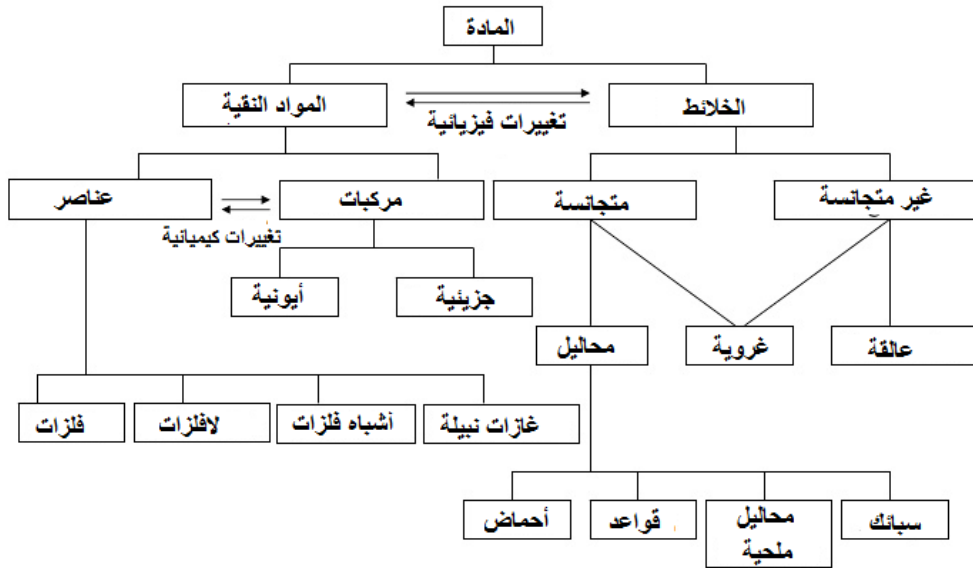 المادة
الخلائط
المواد النقية
تغييرات فيزيائية
غير متجانسة
متجانسة
مركبات
عناصر
تغييرات كيميائية
جزيئية
أيونية
عالقة
غروية
محاليل
غازات نبيلة
أشباه فلزات
لافلزات
فلزات
سبائك
محاليل
ملحية
قواعد
أحماض